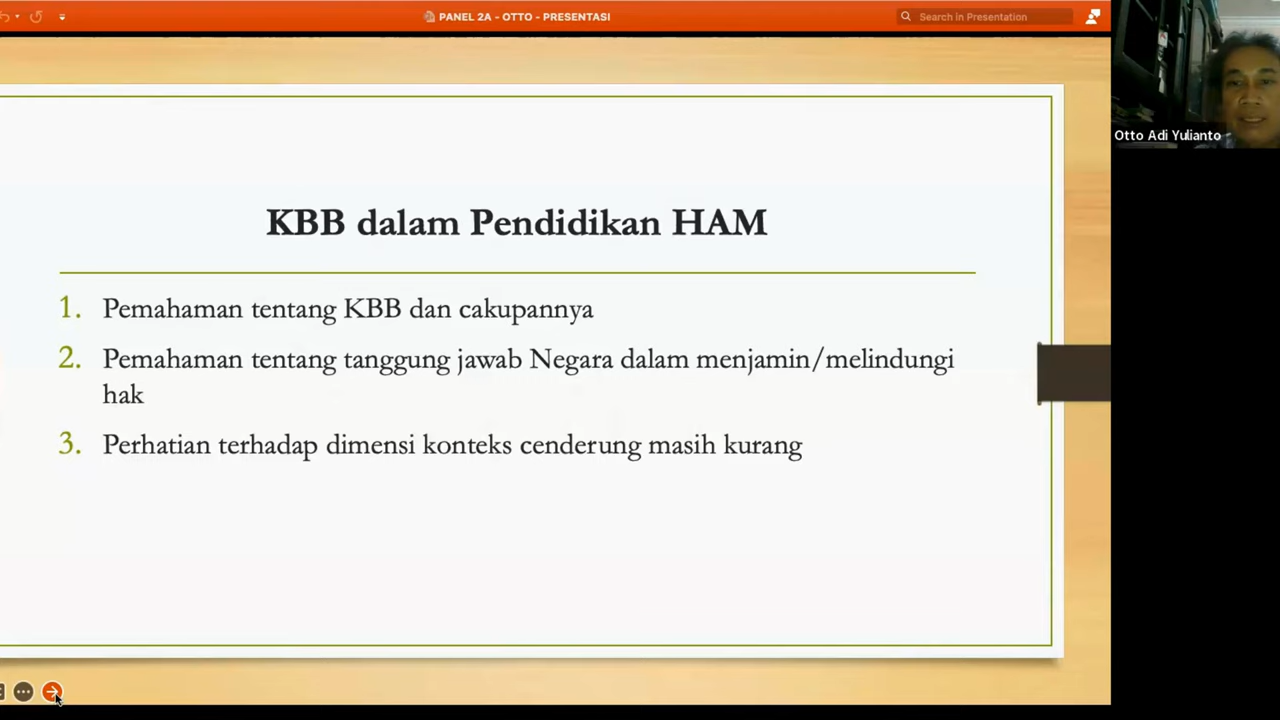 PANEL 2A - OTTO - PRESENTASI
Search in Presentation
Otto Adi Yulianto
KBB dalam Pendidikan HAM
1. Pemahaman tentang KBB dan cakupannya
2. Pemahaman tentang tanggung jawab Negara dalam menjamin/melindungi
hak
3. Perhatian terhadap dimensi konteks cenderung masih kurang